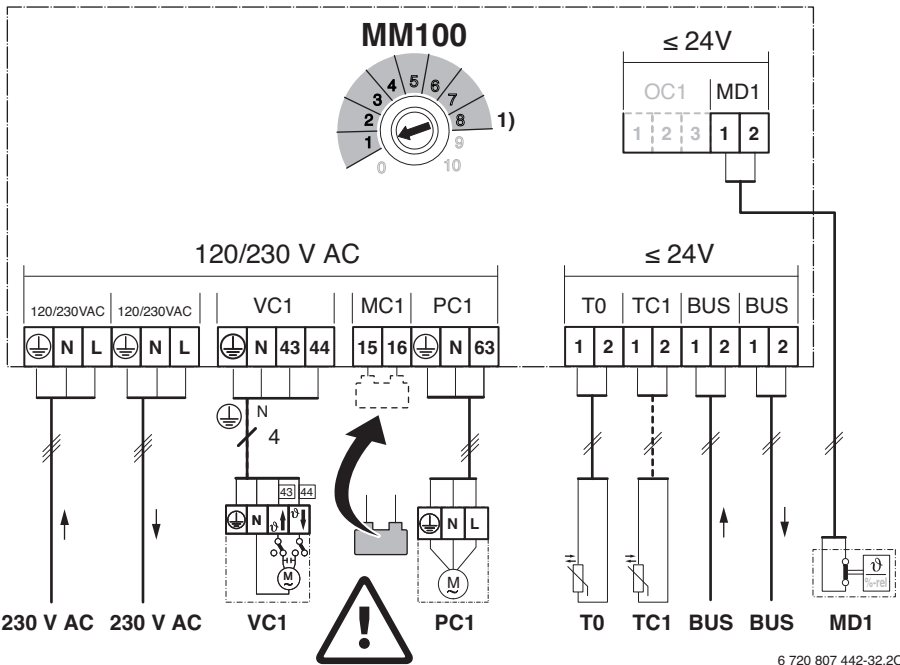 MM100
≤ 24V
OC1 MD1
1 2 3 1 2
0 1 2 3 4 5 6 7 8 9 10
1)
120/230 V AC
≤ 24V
120/230VAC 120/230VAC VC1 MC1 PC1 T0 TC1 BUS BUS
N L N L N 43 44 15 16 N 63 1 2 1 2 1 2 1 2
N
4
43 44
N ϑ ϑ N L
M ~
M ~
ϑ
%-rel
230 V AC 230 V AC VC1 PC1 T0 TC1 BUS BUS MD1
!
6 720 807 442-32.2O